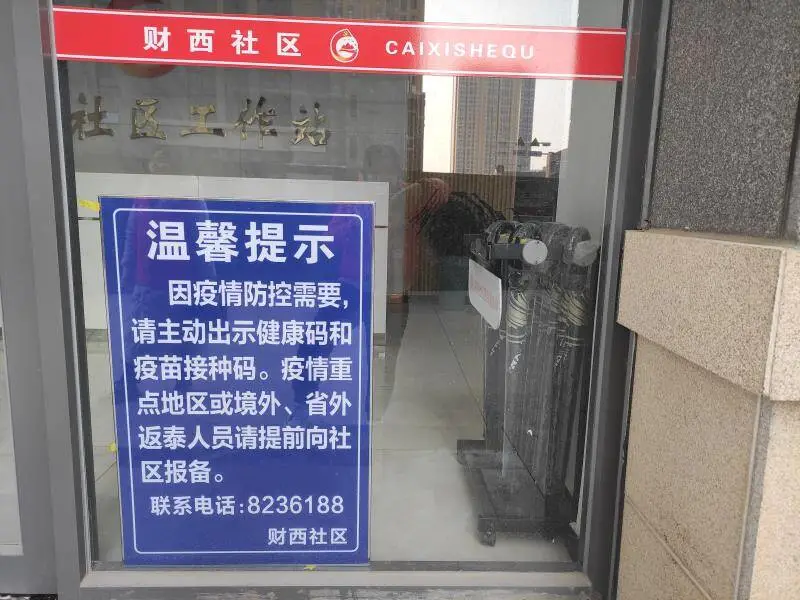 财西社区 CAIXISHEQU
社区工作站
温馨提示
因疫情防控需要，
请主动出示健康码和
疫苗接种码。疫情重
点地区或境外、省外
返泰人员请提前向社
区报备。
联系电话:8236188
财西社区